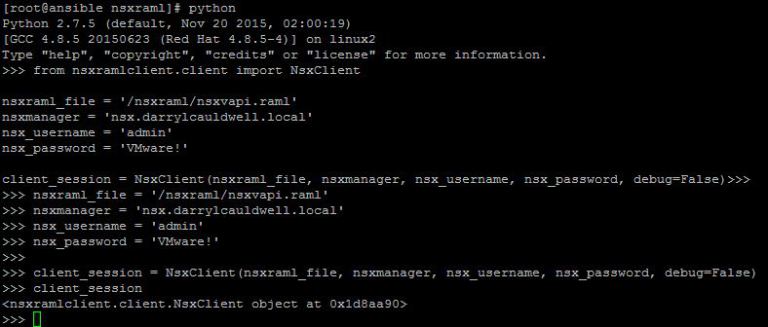 [root@ansible nsxraml]# python
Python 2.7.5 (default, Nov 20 2015, 02:00:19)
[GCC 4.8.5 20150623 (Red Hat 4.8.5-4)] on linux2
Type "help", "copyright", "credits" or "license" for more information.
>>> from nsxramlclient.client import NsxClient
nsxraml_file = '/nsxraml/nsxvapi.raml'
nsxmanager = 'nsx.darrylcauldwell.local'
nsx_username = 'admin'
nsx_password = 'VMware!'
client_session = NsxClient(nsxraml_file, nsxmanager, nsx_username, nsx_password, debug=False)>>>
>>> nsxraml_file = '/nsxraml/nsxvapi.raml'
>>> nsxmanager = 'nsx.darrylcauldwell.local'
>>> nsx_username = 'admin'
>>> nsx_password = 'VMware!'
>>>
>>> client_session = NsxClient(nsxraml_file, nsxmanager, nsx_username, nsx_password, debug=False)
>>> client_session
<nsxramlclient.client.NsxClient object at 0x1d8aa90>
>>>